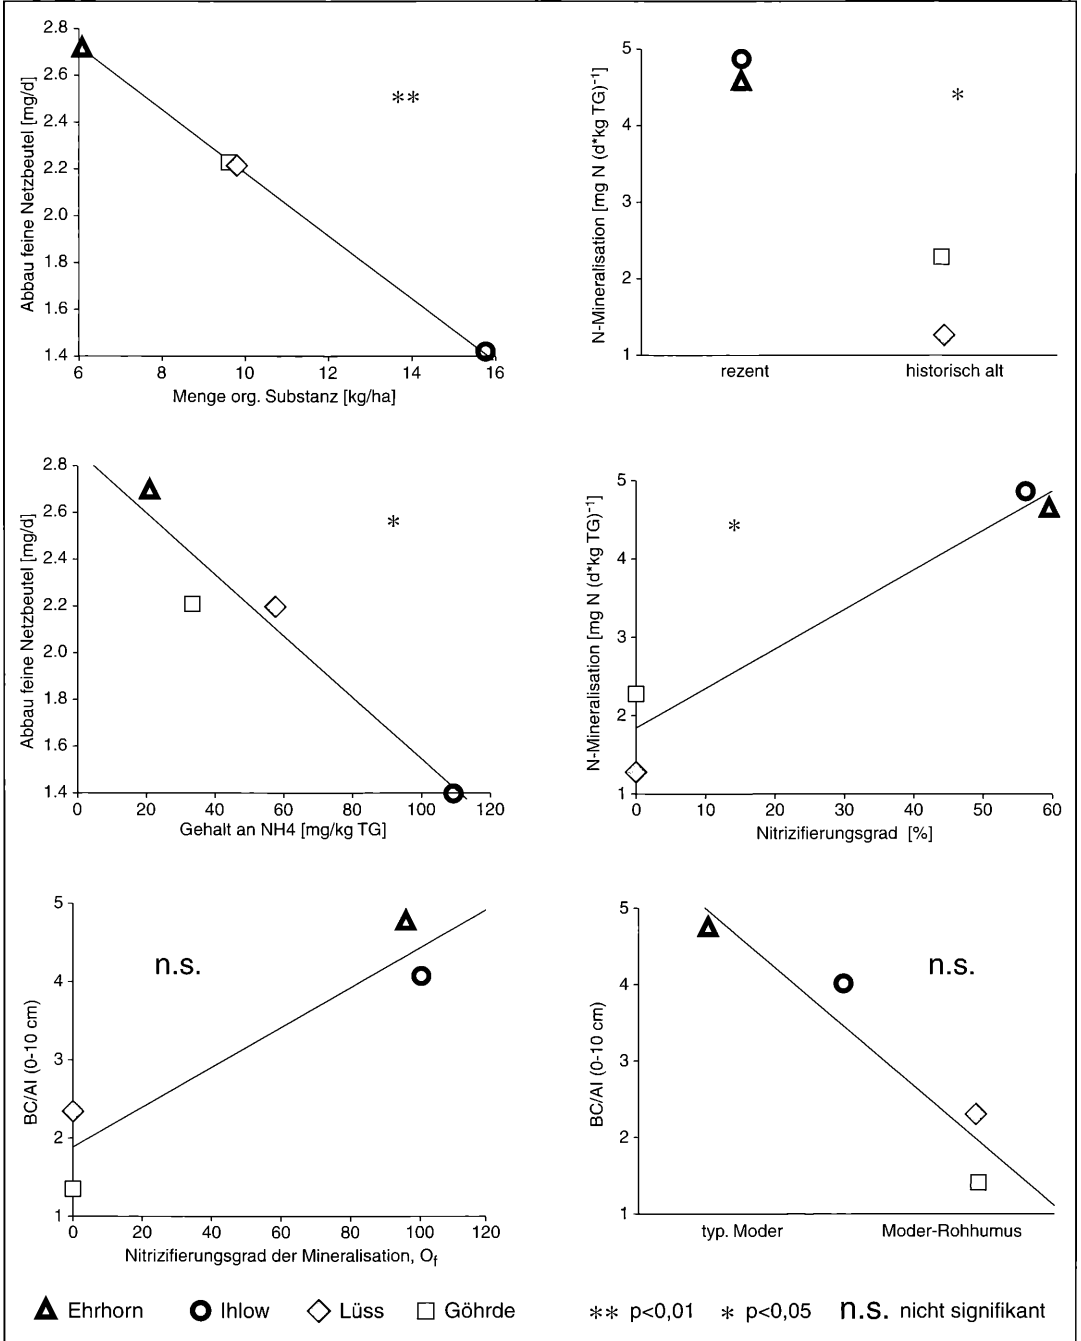 2.8
2.6
2.4
2.2
2.0
1.8
1.6
1.4
Abbau feine Netzbeutel [mg/d]
**
6 8 10 12 14 16
Menge org. Substanz [kg/ha]
5
4
3
2
1
N-Mineralisation [mg N (d*kg TG)⁻¹]
*
rezent historisch alt
2.8
2.6
2.4
2.2
2.0
1.8
1.6
1.4
Abbau feine Netzbeutel [mg/d]
*
0 20 40 60 80 100 120
Gehalt an NH4 [mg/kg TG]
5
4
3
2
1
N-Mineralisation [mg N (d*kg TG)⁻¹]
*
0 10 20 30 40 50 60
Nitrizifierungsgrad [%]
5
4
3
2
1
BC/Al (0-10 cm)
n.s.
0 20 40 60 80 100 120
Nitrizifierungsgrad der Mineralisation, Of
5
4
3
2
1
BC/Al (0-10 cm)
n.s.
typ. Moder Moder-Rohhumus
Ehrhorn Ihlow Lüss Göhrde ** p<0,01 * p<0,05 n.s. nicht signifikant